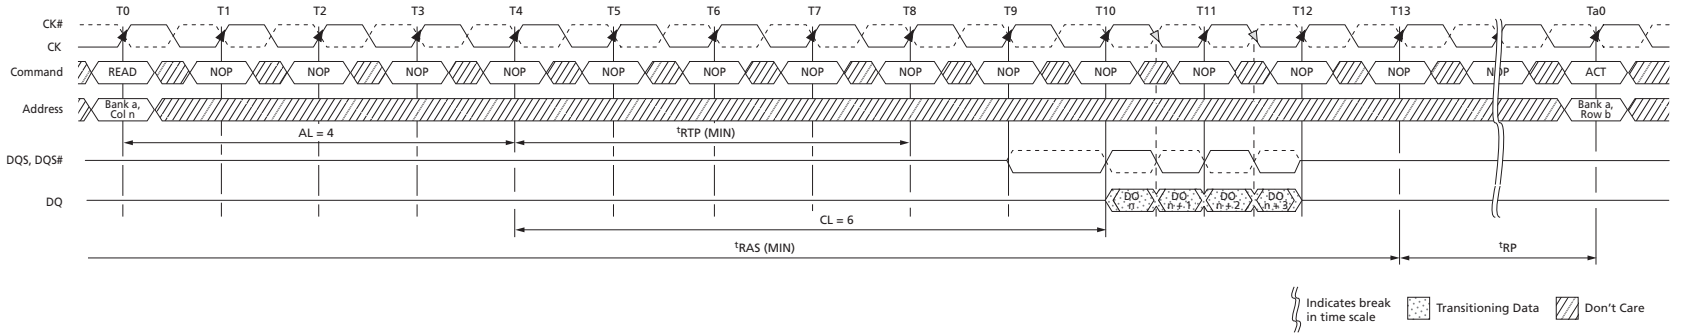 T0 T1 T2 T3 T4 T5 T6 T7 T8 T9 T10 T11 T12 T13 Ta0
CK#
CK
Command READ NOP NOP NOP NOP NOP NOP NOP NOP NOP NOP NOP NOP NOP NOP ACT
Address Bank a, Col n Bank a, Row b
AL = 4 tRTP (MIN)
DQS, DQS#
DQ DO n DO n + 1 DO n + 2 DO n + 3
CL = 6
tRAS (MIN) tRP
Indicates break in time scale Transitioning Data Don't Care